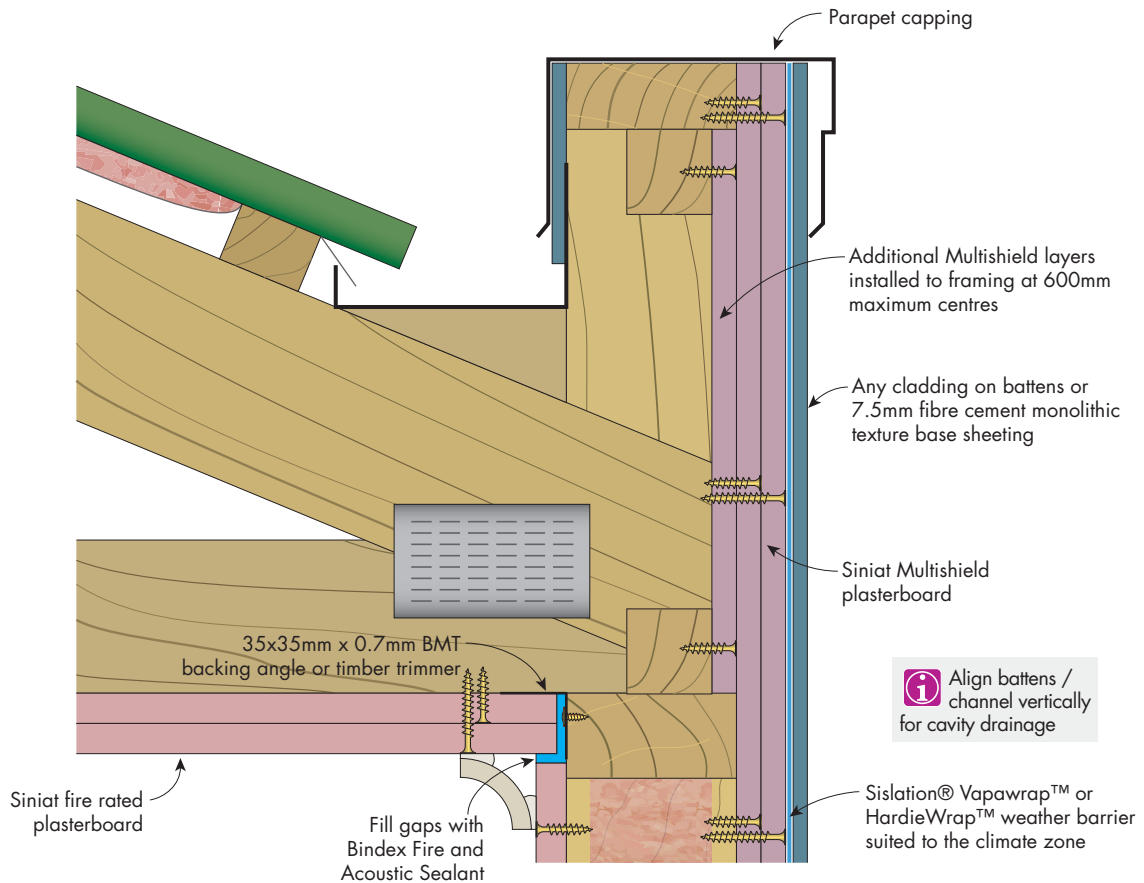 Parapet capping
Additional Multishield layers
installed to framing at 600mm
maximum centres
Any cladding on battens or
7.5mm fibre cement monolithic
texture base sheeting
Siniat Multishield
plasterboard
35x35mm x 0.7mm BMT
backing angle or timber trimmer
Align battens /
channel vertically
for cavity drainage
Siniat fire rated
plasterboard
Fill gaps with
Bindex Fire and
Acoustic Sealant
Sislation® Vapawrap™ or
HardieWrap™ weather barrier
suited to the climate zone